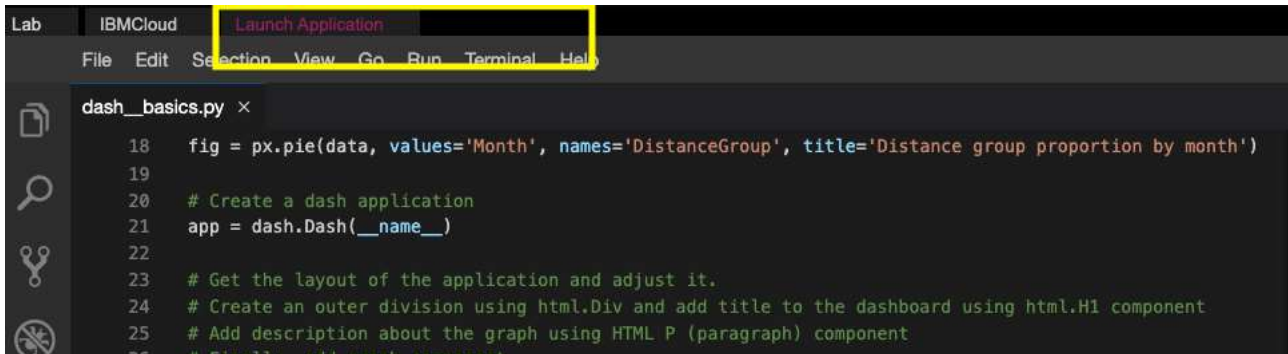 Lab IBMCloud Launch Application
File Edit Selection View Go Run Terminal Help
dash__basics.py ×
18 fig = px.pie(data, values='Month', names='DistanceGroup', title='Distance group proportion by month')
19
20 # Create a dash application
21 app = dash.Dash(__name__)
22
23 # Get the layout of the application and adjust it.
24 # Create an outer division using html.Div and add title to the dashboard using html.H1 component
25 # Add description about the graph using HTML P (paragraph) component